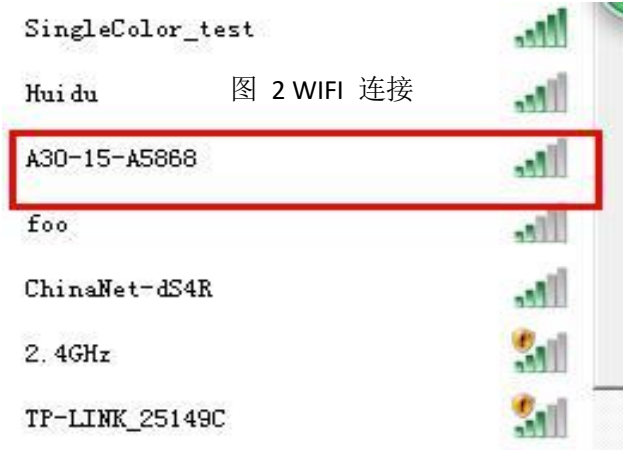 SingleColor_test
Huidu
图 2 WIFI 连接
A30-15-A5868
foo
ChinaNet-dS4R
2.4GHz
TP-LINK_25149C